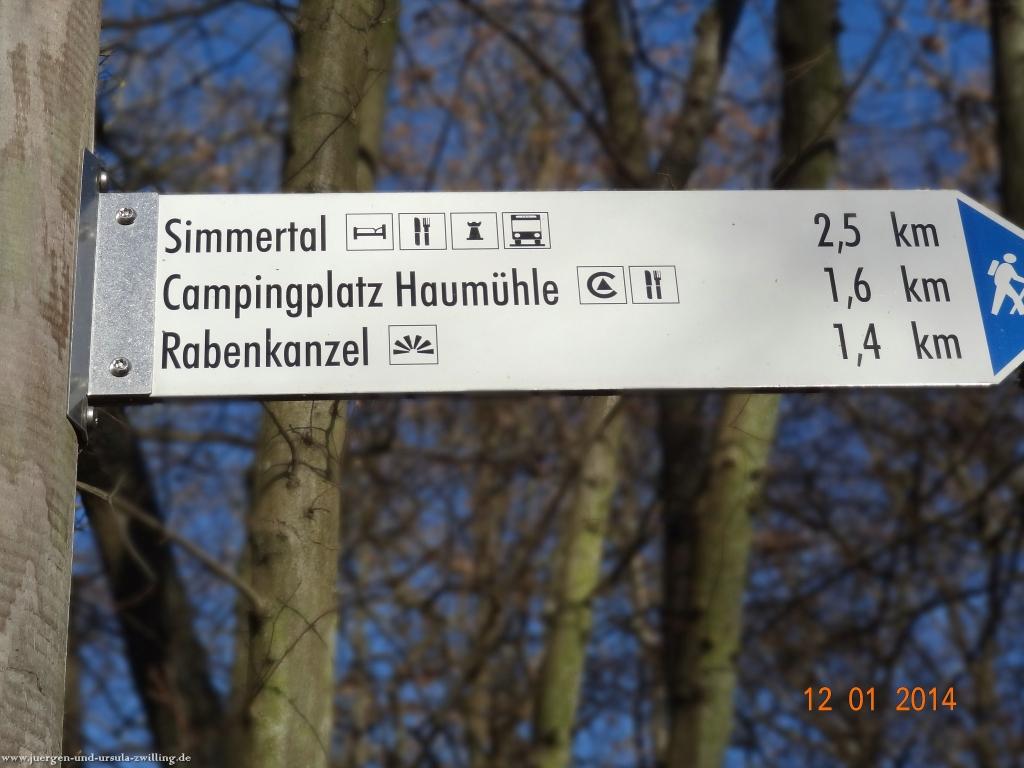 Simmertal 2,5 km
Campingplatz Haumühle 1,6 km
Rabenkanzel 1,4 km
12 01 2014
www.juergen-und-ursula-zwilling.de